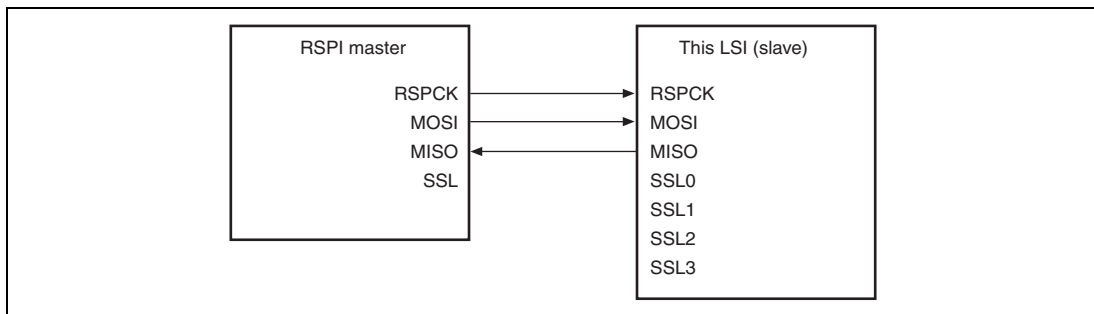 RSPI master
RSPCK
MOSI
MISO
SSL
This LSI (slave)
RSPCK
MOSI
MISO
SSL0
SSL1
SSL2
SSL3